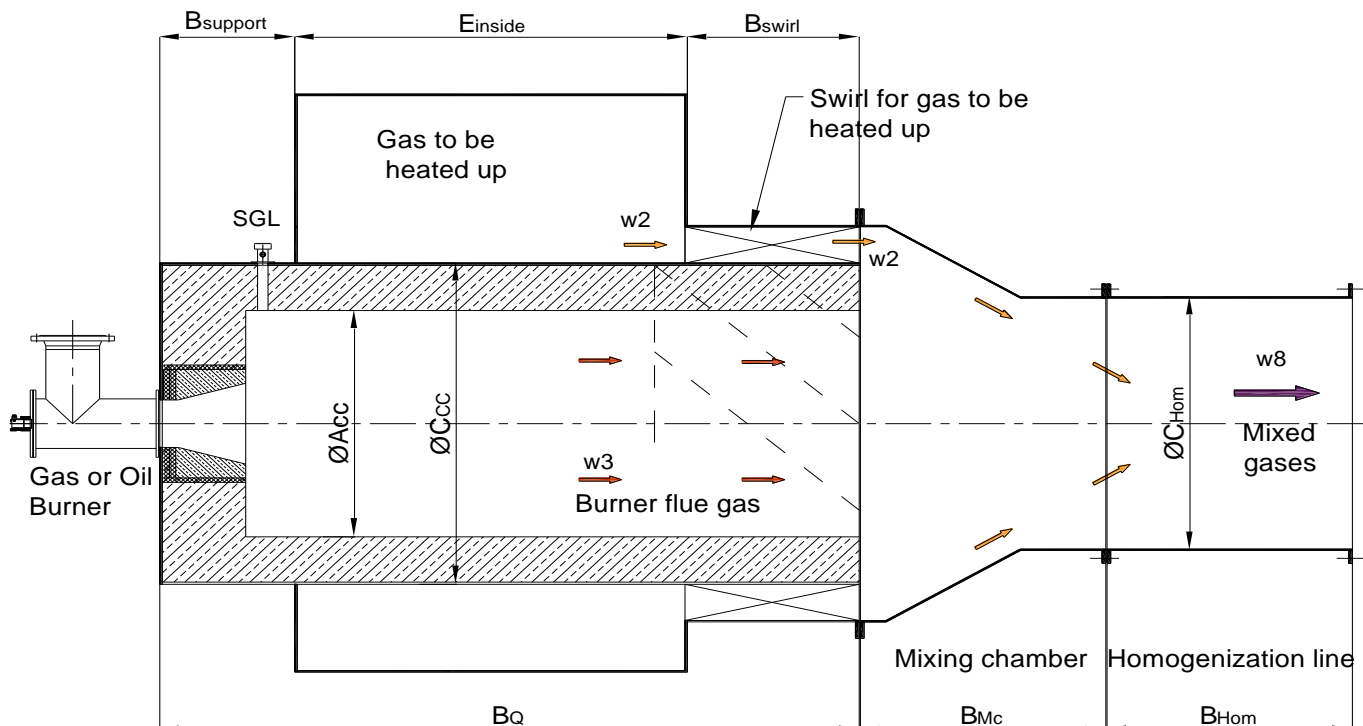 Bsupport
Einside
Bswirl
Swirl for gas to be
heated up
Gas to be
heated up
SGL
w2
w2
ØAcc
ØCcc
ØCHom
w8
Mixed
gases
w3
Burner flue gas
Gas or Oil
Burner
Mixing chamber
Homogenization line
BQ
BMc
BHom